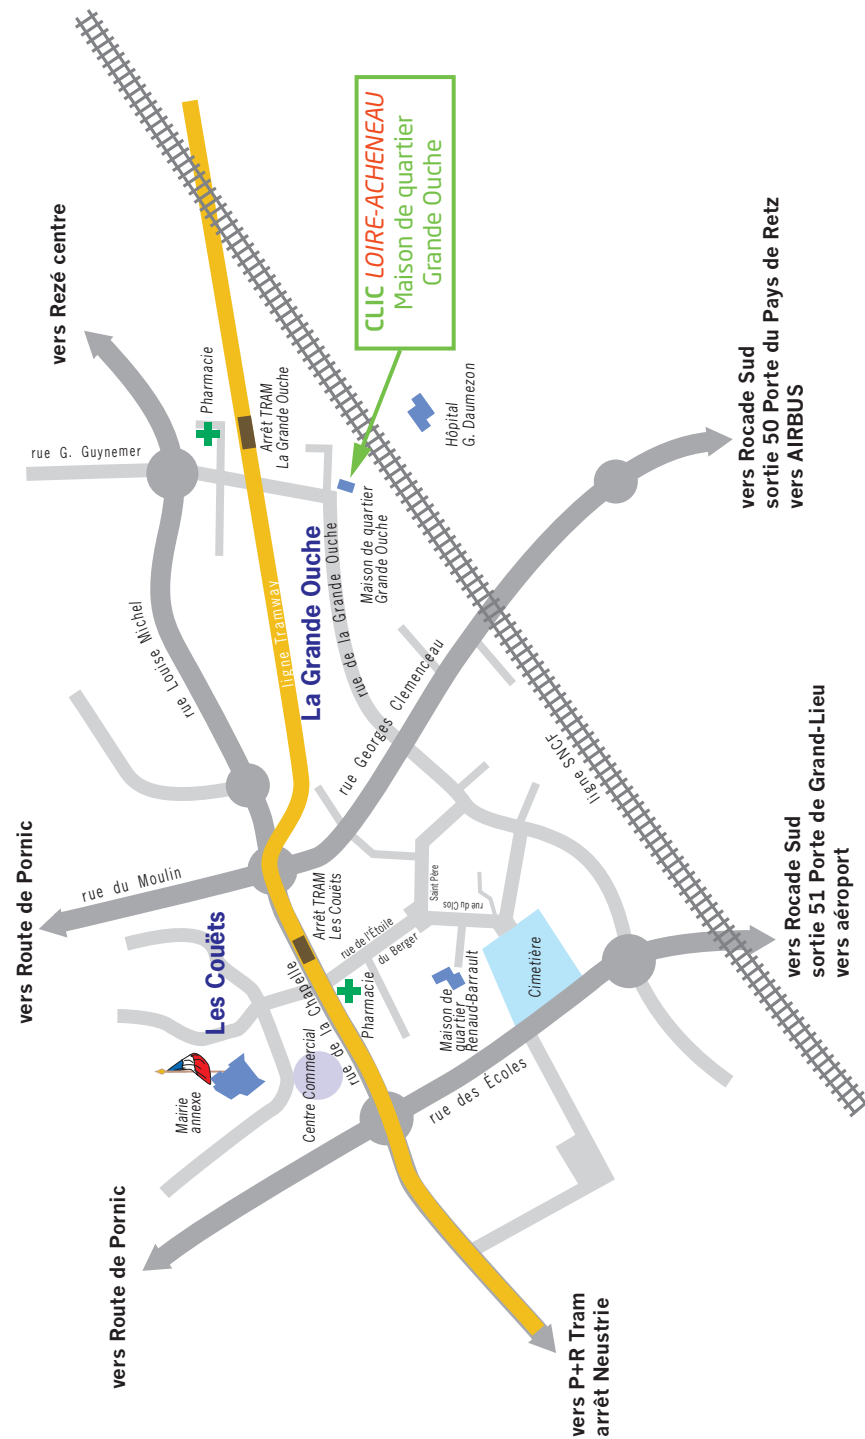 vers Route de Pornic
vers Route de Pornic
vers Rezé centre
rue G. Guynemer
Pharmacie
Arrêt TRAM
La Grande Ouche
CLIC LOIRE-ACHENEAU
Maison de quartier
Grande Ouche
rue Louise Michel
ligne Tramway
La Grande Ouche
rue de la Grande Ouche
Maison de quartier
Grande Ouche
Hôpital
G. Daumezon
rue du Moulin
Les Couëts
Mairie
annexe
Centre Commercial
rue de la Chapelle
Arrêt TRAM
Les Couëts
Pharmacie
rue de l'Étoile
du Berger
Saint Père
rue du Clos
rue Georges Clemenceau
Maison de
quartier
Renaud-Barrault
Cimetière
rue des Écoles
ligne SNCF
vers P+R Tram
arrêt Neustrie
vers Rocade Sud
sortie 51 Porte de Grand-Lieu
vers aéroport
vers Rocade Sud
sortie 50 Porte du Pays de Retz
vers AIRBUS